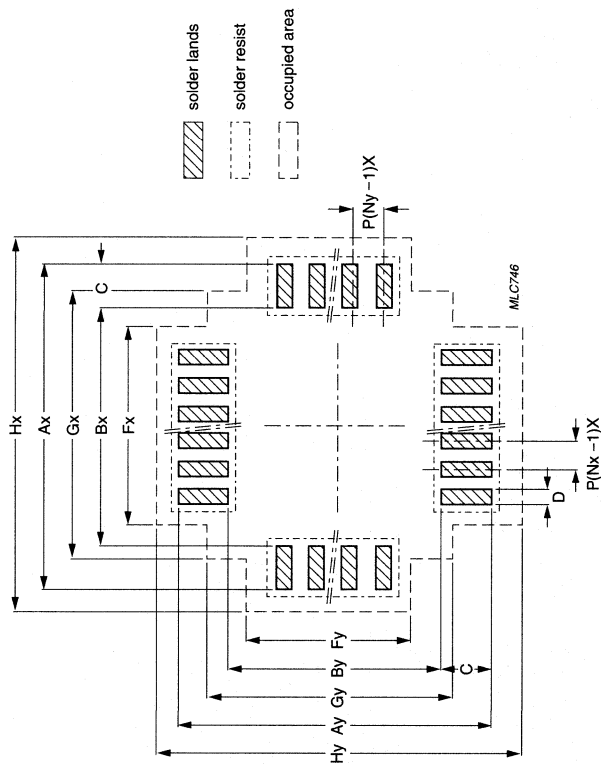 solder lands
solder resist
occupied area
Hx
Ax
Gx
Bx
Fx
C
P(Ny −1)X
MLC746
D
P(Nx −1)X
Hy
Ay
Gy
By
Fy
C